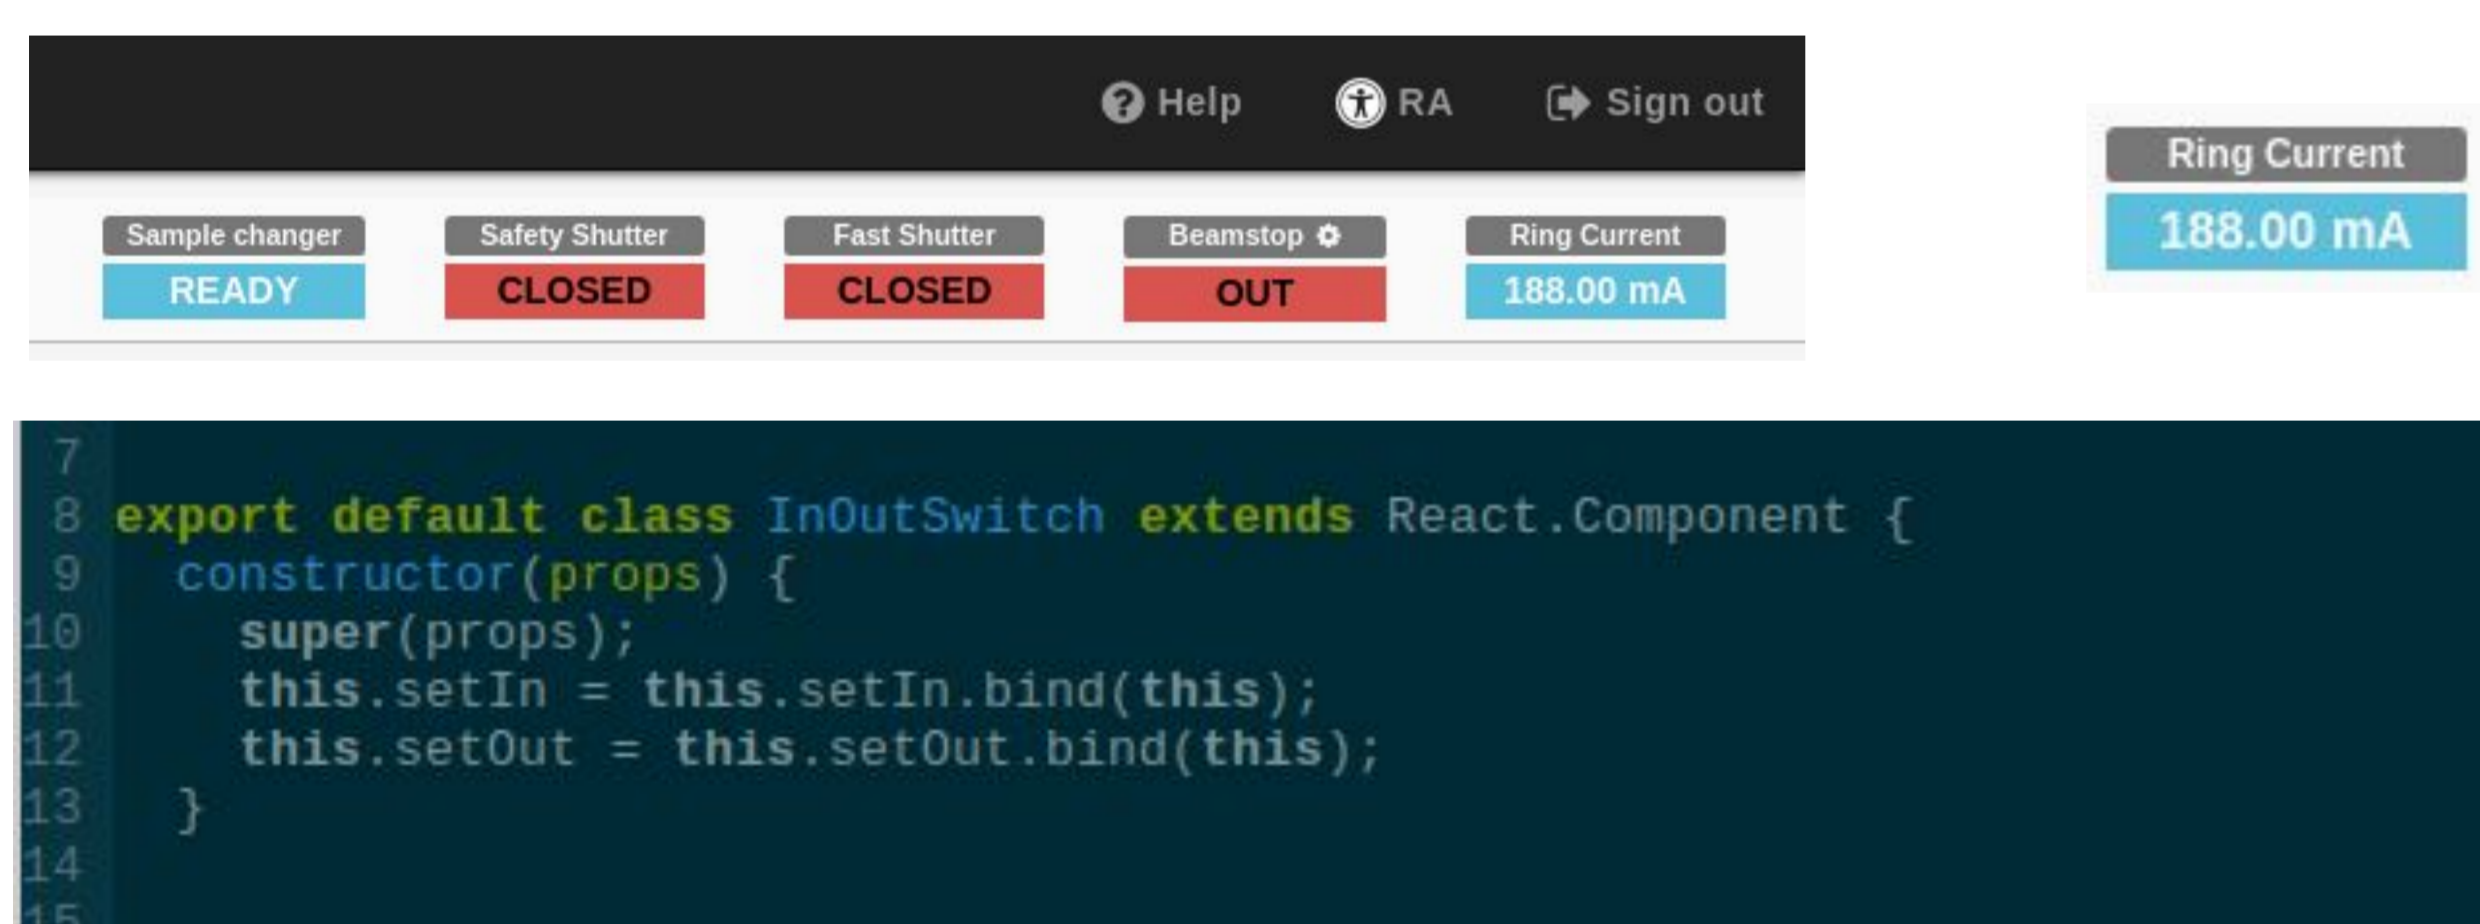 Help RA Sign out
Ring Current
188.00 mA
Sample changer Safety Shutter Fast Shutter Beamstop Ring Current
READY CLOSED CLOSED OUT 188.00 mA
7
8 export default class InOutSwitch extends React.Component {
9 constructor(props) {
10 super(props);
11 this.setIn = this.setIn.bind(this);
12 this.setOut = this.setOut.bind(this);
13 }
14
15